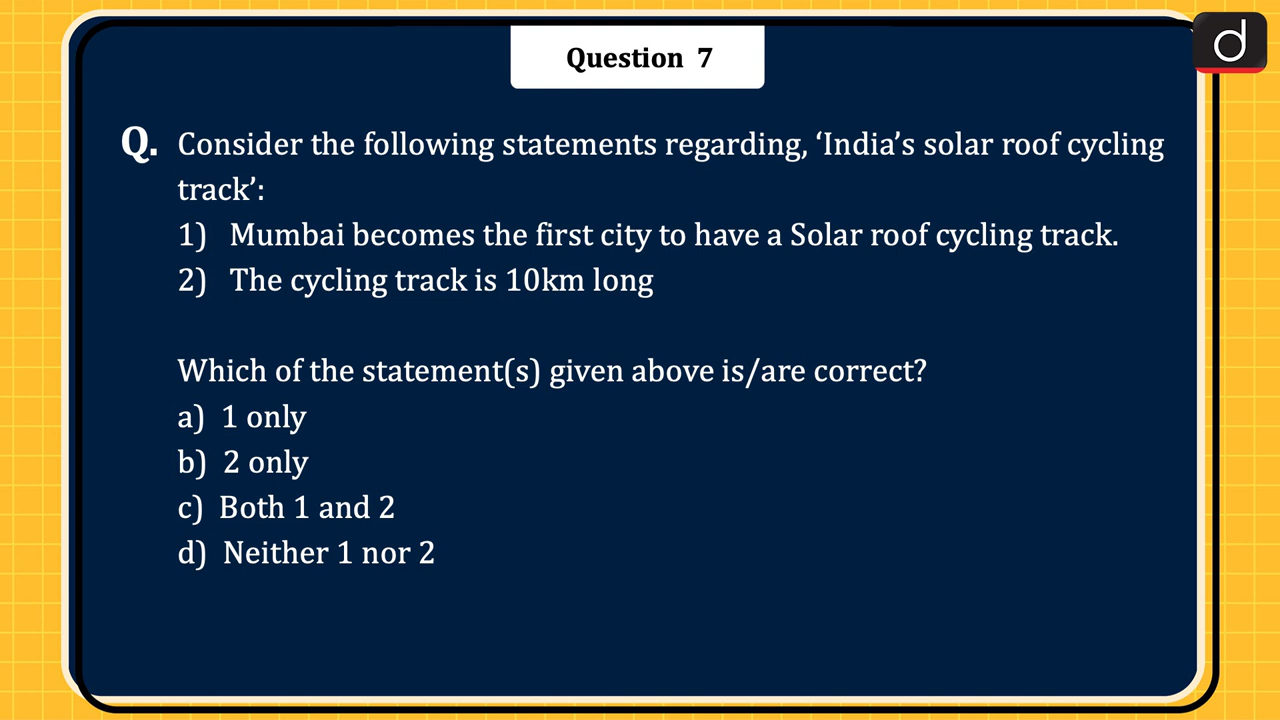 Question 7
d
Q. Consider the following statements regarding, ‘India’s solar roof cycling
track’:
1) Mumbai becomes the first city to have a Solar roof cycling track.
2) The cycling track is 10km long
Which of the statement(s) given above is/are correct?
a) 1 only
b) 2 only
c) Both 1 and 2
d) Neither 1 nor 2